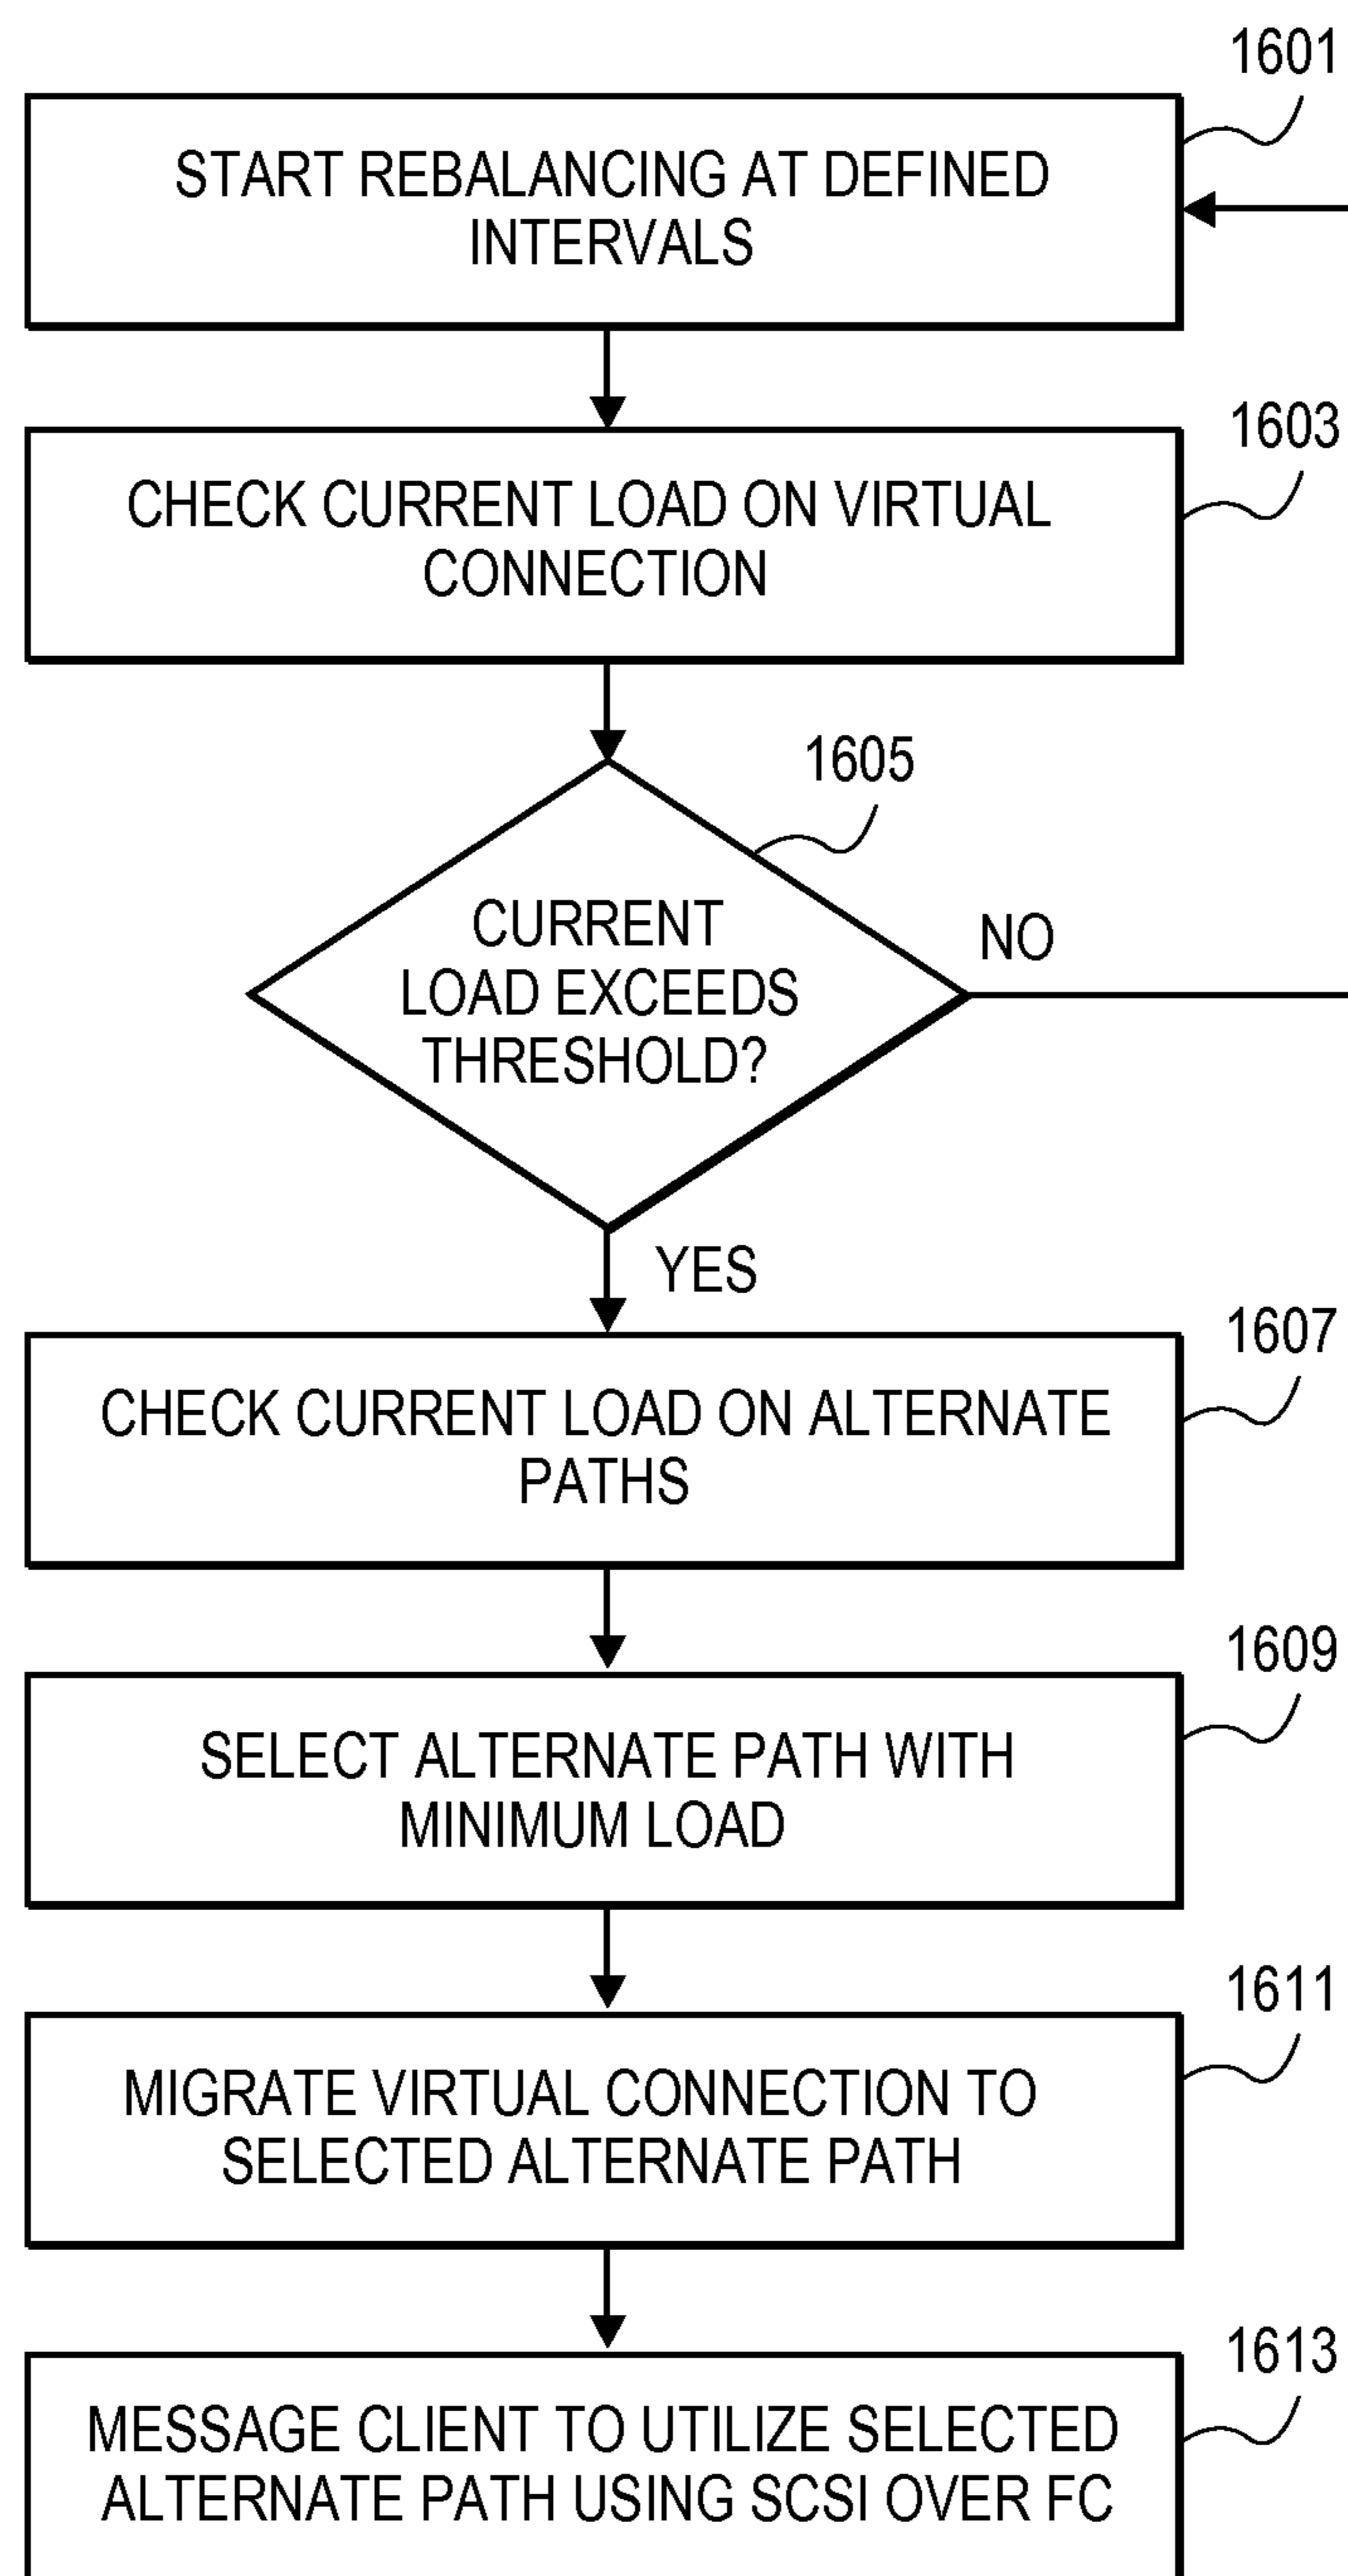 1601
START REBALANCING AT DEFINED
INTERVALS
1603
CHECK CURRENT LOAD ON VIRTUAL
CONNECTION
1605
CURRENT
LOAD EXCEEDS
THRESHOLD?
NO
YES
1607
CHECK CURRENT LOAD ON ALTERNATE
PATHS
1609
SELECT ALTERNATE PATH WITH
MINIMUM LOAD
1611
MIGRATE VIRTUAL CONNECTION TO
SELECTED ALTERNATE PATH
1613
MESSAGE CLIENT TO UTILIZE SELECTED
ALTERNATE PATH USING SCSI OVER FC